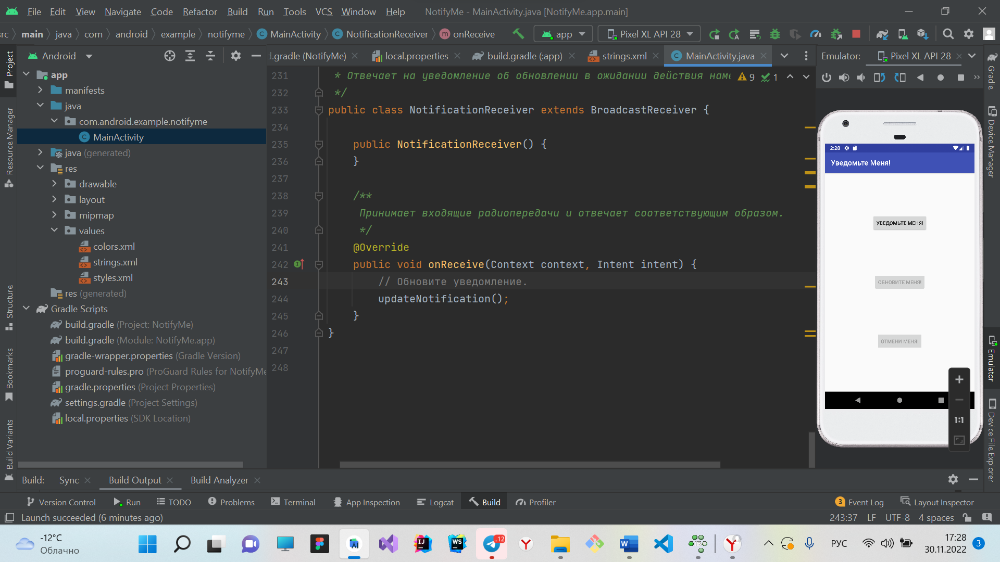 File Edit View Navigate Code Refactor Build Run Tools VCS Window Help NotifyMe - MainActivity.java [NotifyMe.app.main]
rc main java com android example notifyme MainActivity NotificationReceiver onReceive app Pixel XL API 28
Android
d.gradle (NotifyMe) local.properties build.gradle (:app) strings.xml MainActivity.java
Emulator: Pixel XL API 28
Project
Resource Manager
Structure
Bookmarks
Build Variants
app
manifests
java
com.android.example.notifyme
MainActivity
java (generated)
res
drawable
layout
mipmap
values
colors.xml
strings.xml
styles.xml
res (generated)
Gradle Scripts
build.gradle (Project: NotifyMe)
build.gradle (Module: NotifyMe.app)
gradle-wrapper.properties (Gradle Version)
proguard-rules.pro (ProGuard Rules for NotifyMe
gradle.properties (Project Properties)
settings.gradle (Project Settings)
local.properties (SDK Location)
231 * Отвечает на уведомление об обновлении в ожидании действия наме 9 1
232 */
233 public class NotificationReceiver extends BroadcastReceiver {
234
235 public NotificationReceiver() {
236 }
237
238 /**
239 Принимает входящие радиопередачи и отвечает соответствующим образом.
240 */
241 @Override
242 public void onReceive(Context context, Intent intent) {
243 // Обновите уведомление.
244 updateNotification();
245 }
246 }
247
248
2:28
Уведомьте Меня!
УВЕДОМЬТЕ МЕНЯ!
ОБНОВИТЕ МЕНЯ!
ОТМЕНИ МЕНЯ!
1:1
Gradle
Device Manager
Emulator
Device File Explorer
Build: Sync Build Output Build Analyzer
Version Control Run TODO Problems Terminal App Inspection Logcat Build Profiler 3 Event Log Layout Inspector
Launch succeeded (6 minutes ago) 243:37 LF UTF-8 4 spaces
-12°C
Облачно
..12
РУС
17:28
30.11.2022
3